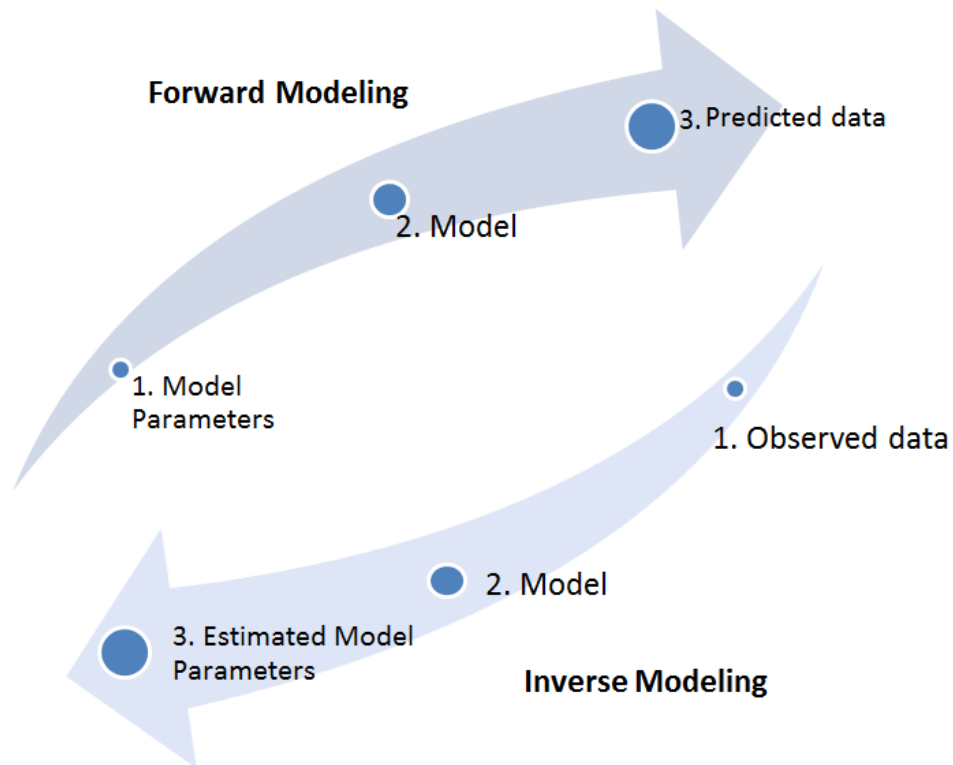 Forward Modeling
3. Predicted data
2. Model
1. Model
Parameters
1. Observed data
2. Model
3. Estimated Model
Parameters
Inverse Modeling